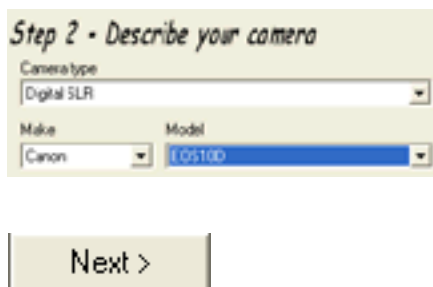 Step 2 - Describe your camera
Camera type
Digital SLR
Make Model
Canon EOS10D
Next >